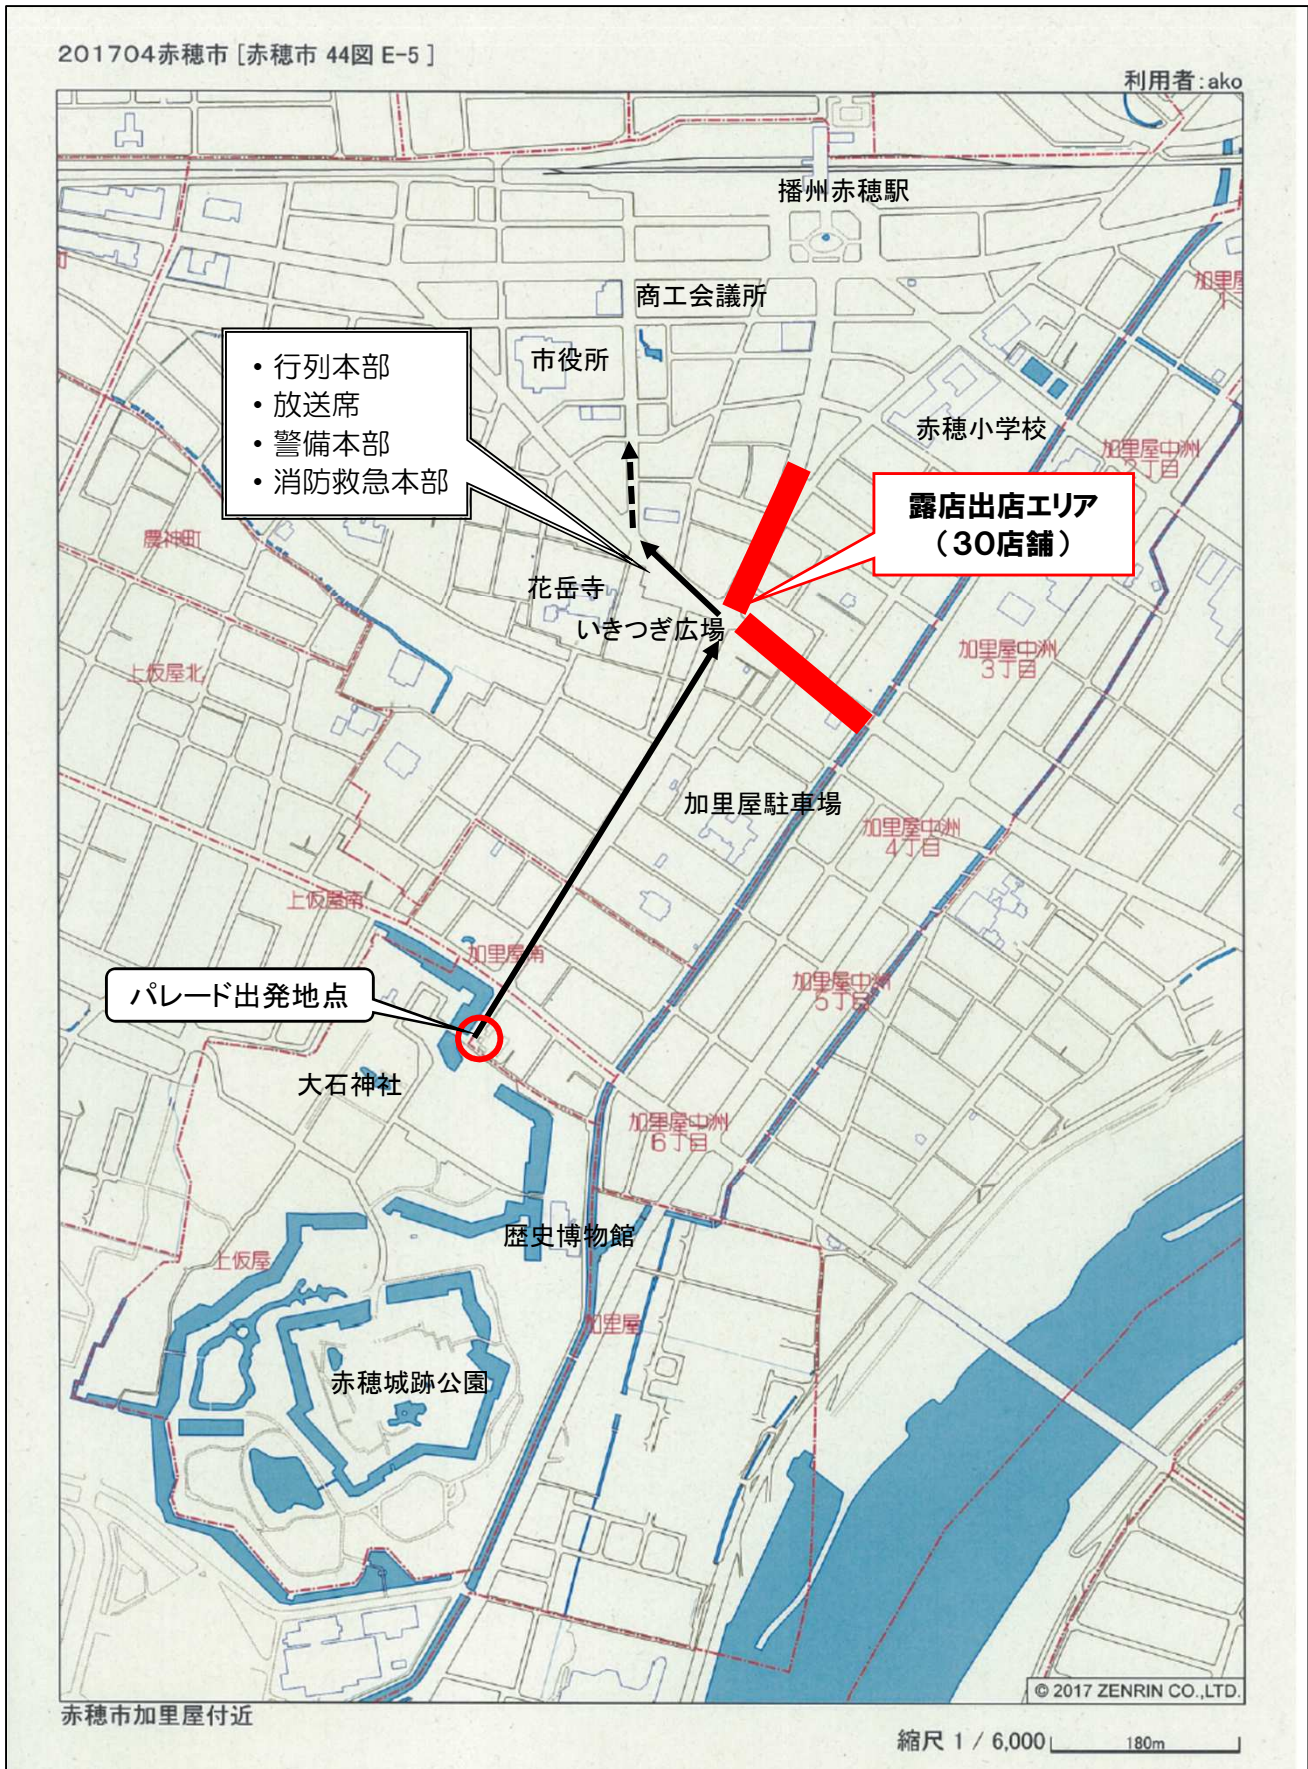 201704赤穂市 [赤穂市 44図 E-5 ]
利用者:ako
播州赤穂駅
加里屋
1
商工会議所
・行列本部
・放送席
・警備本部
・消防救急本部
市役所
赤穂小学校
加里屋中洲
2丁目
露店出店エリア
（30店舗）
農神町
花岳寺
いきつぎ広場
加里屋中洲
3丁目
上仮屋北
加里屋駐車場
加里屋中洲
4丁目
上仮屋南
加里屋南
パレード出発地点
加里屋中洲
5丁目
大石神社
加里屋中洲
6丁目
歴史博物館
上仮屋
加里屋
赤穂城跡公園
© 2017 ZENRIN CO.,LTD.
赤穂市加里屋付近
縮尺 1 / 6,000
180m